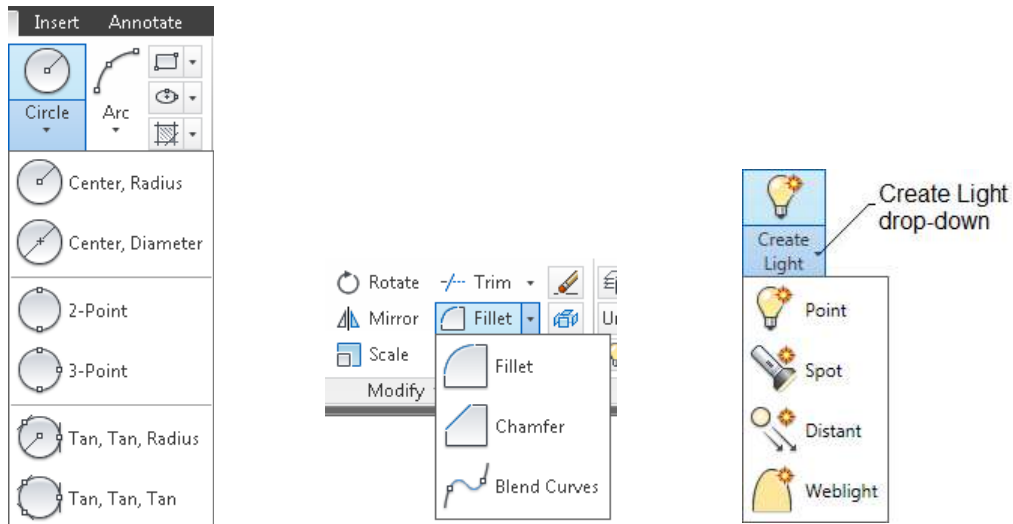 Insert Annotate
Circle
Arc
Center, Radius
Center, Diameter
2-Point
3-Point
Tan, Tan, Radius
Tan, Tan, Tan
Rotate Trim
Mirror Fillet Un
Scale
Modify
Fillet
Chamfer
Blend Curves
Create
Light
Create Light
drop-down
Point
Spot
Distant
Weblight